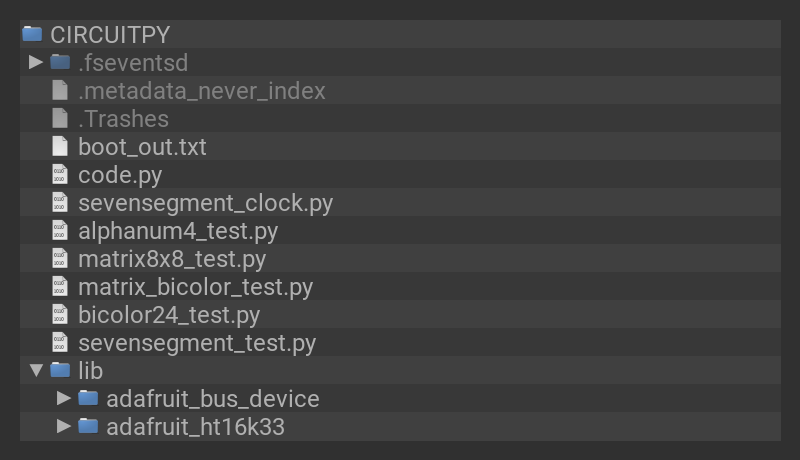 CIRCUITPY
.fseventsd
.metadata_never_index
.Trashes
boot_out.txt
code.py
sevensegment_clock.py
alphanum4_test.py
matrix8x8_test.py
matrix_bicolor_test.py
bicolor24_test.py
sevensegment_test.py
lib
adafruit_bus_device
adafruit_ht16k33